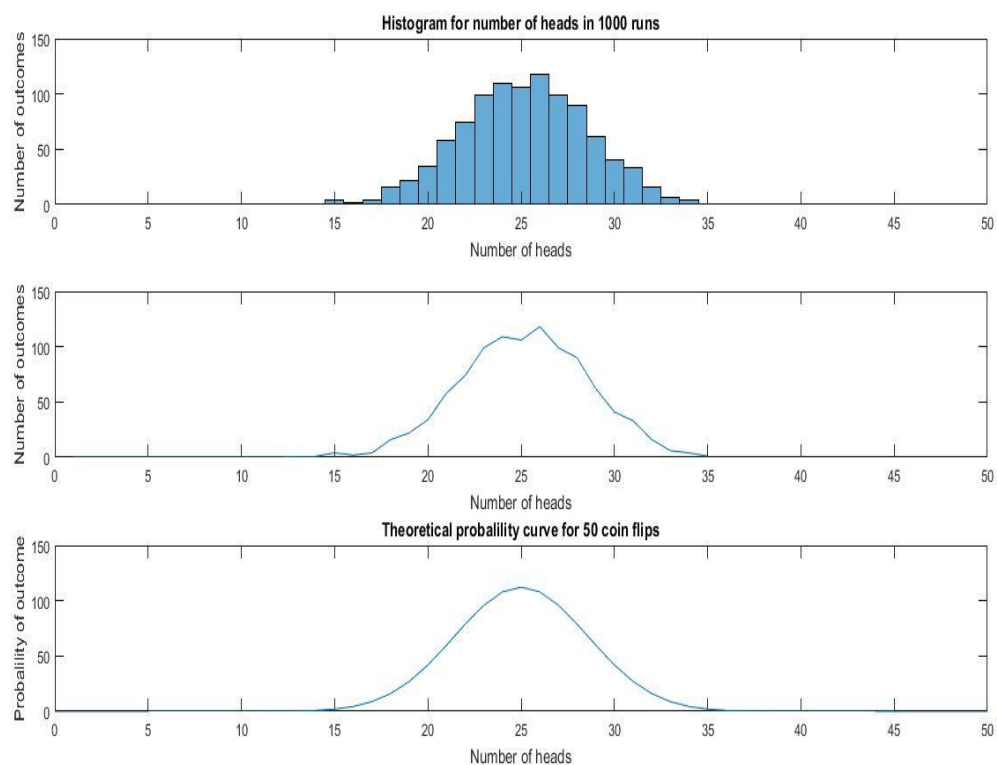 Histogram for number of heads in 1000 runs
150
100
50
0
Number of outcomes
0 5 10 15 20 25 30 35 40 45 50
Number of heads
150
100
50
0
Number of outcomes
0 5 10 15 20 25 30 35 40 45 50
Number of heads
Theoretical probalility curve for 50 coin flips
150
100
50
0
Probalility of outcome
0 5 10 15 20 25 30 35 40 45 50
Number of heads